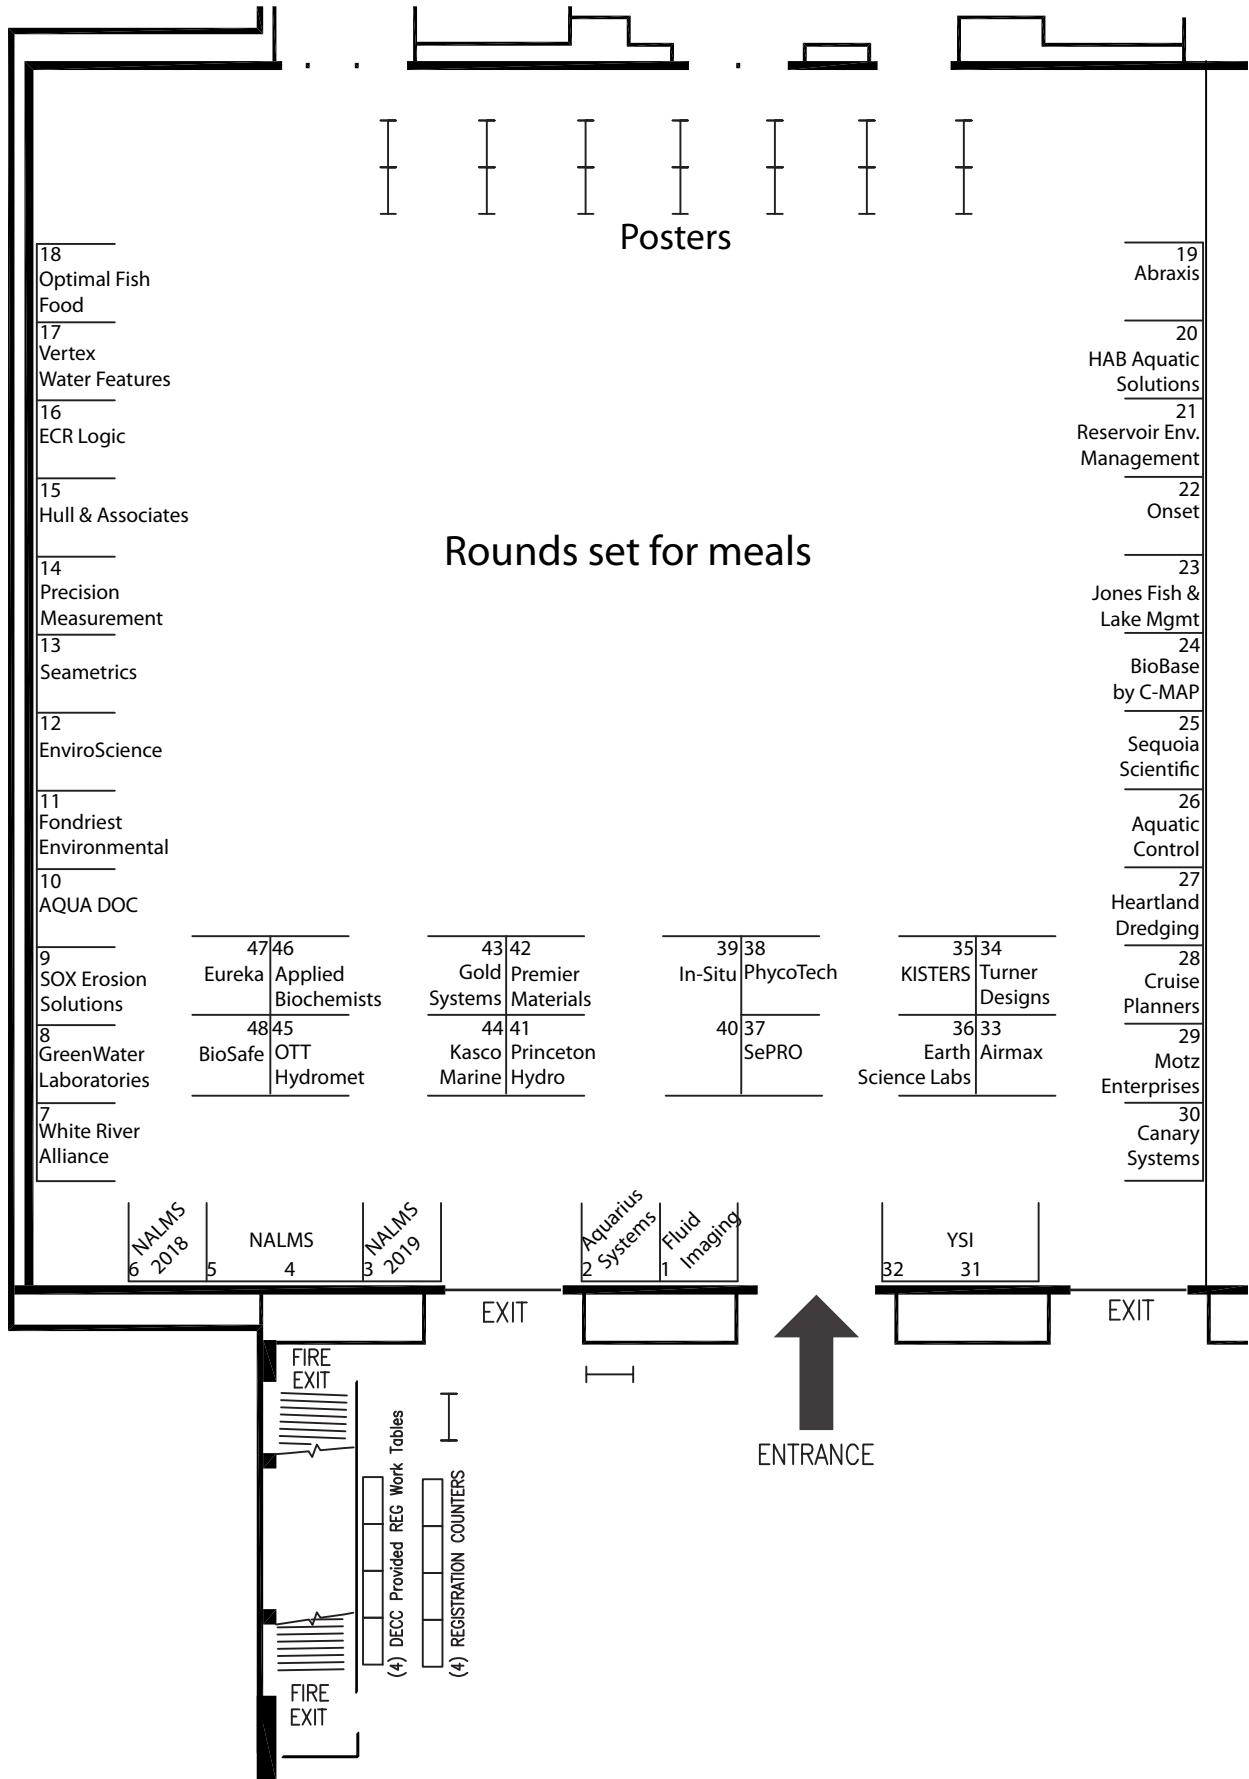 Posters
18
Optimal Fish
Food
17
Vertex
Water Features
16
ECR Logic
15
Hull & Associates
14
Precision
Measurement
13
Seametrics
12
EnviroScience
11
Fondriest
Environmental
10
AQUA DOC
9
SOX Erosion
Solutions
8
GreenWater
Laboratories
7
White River
Alliance
Rounds set for meals
19
Abraxis
20
HAB Aquatic
Solutions
21
Reservoir Env.
Management
22
Onset
23
Jones Fish &
Lake Mgmt
24
BioBase
by C-MAP
25
Sequoia
Scientific
26
Aquatic
Control
27
Heartland
Dredging
28
Cruise
Planners
29
Motz
Enterprises
30
Canary
Systems
47
Eureka
46
Applied
Biochemists
48
BioSafe
45
OTT
Hydromet
43
Gold
Systems
42
Premier
Materials
44
Kasco
Marine
41
Princeton
Hydro
39
In-Situ
38
PhycoTech
40
37
SePRO
35
KISTERS
34
Turner
Designs
36
Earth
Science Labs
33
Airmax
NALMS
2018
6
NALMS
5
4
NALMS
2019
3
Aquarius
Systems
2
Fluid
Imaging
1
YSI
32
31
EXIT
EXIT
ENTRANCE
FIRE
EXIT
(4) DECC Provided REG Work Tables
(4) REGISTRATION COUNTERS
FIRE
EXIT